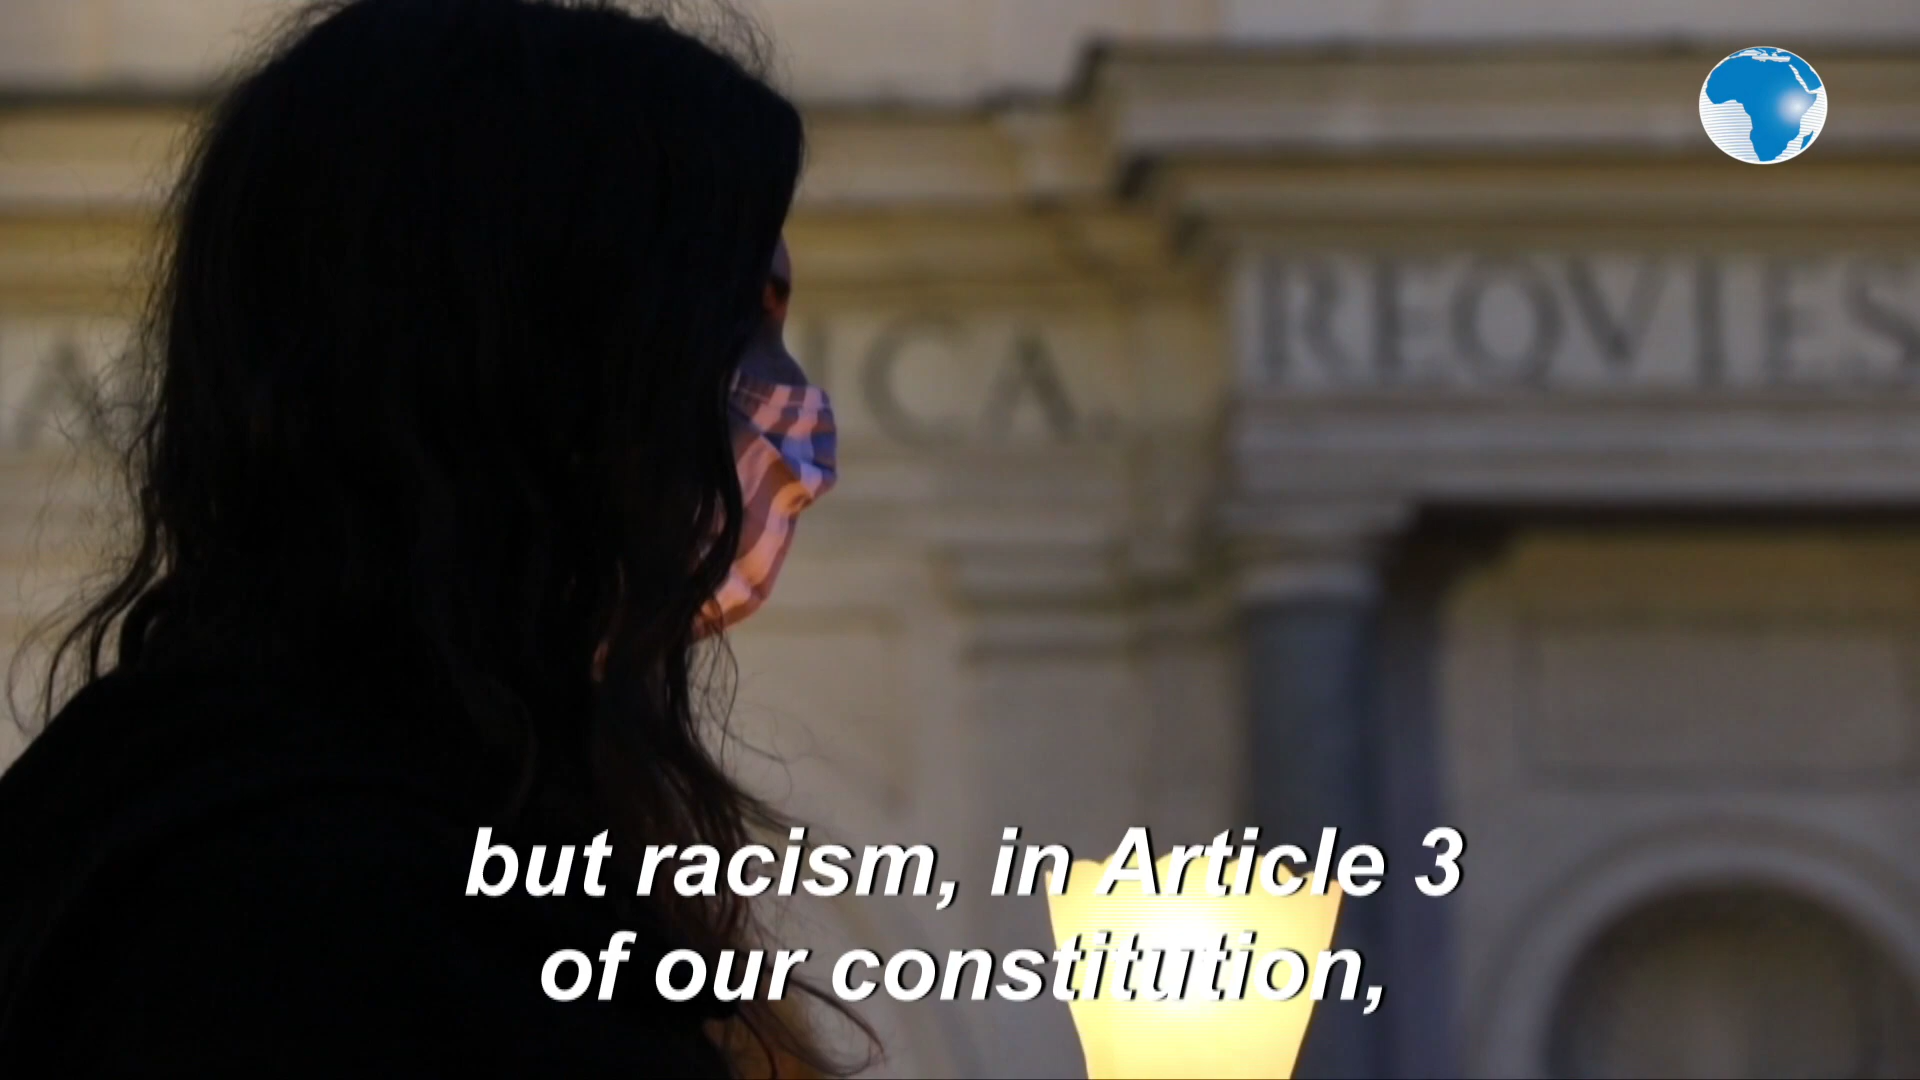 ICA.
REQVIES
but racism, in Article 3
of our constitution,